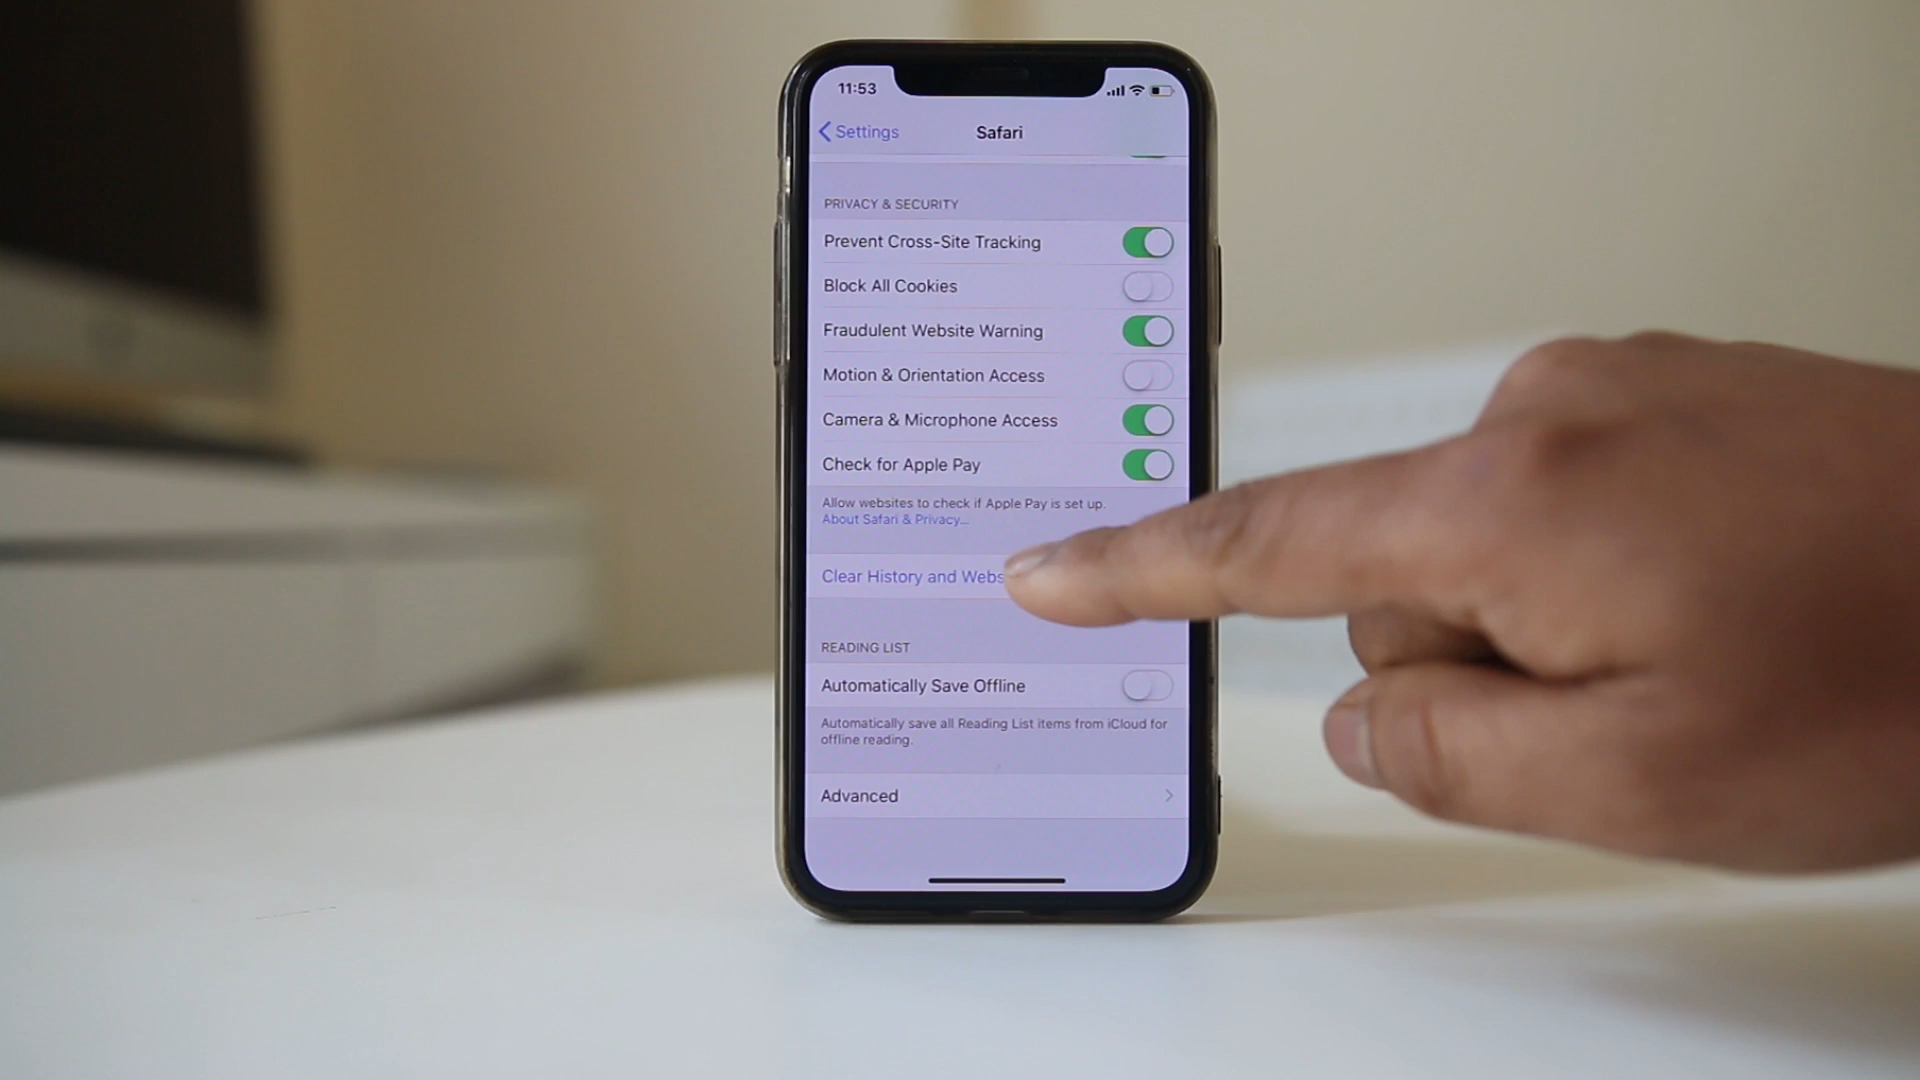 11:53
Settings
Safari
PRIVACY & SECURITY
Prevent Cross-Site Tracking
Block All Cookies
Fraudulent Website Warning
Motion & Orientation Access
Camera & Microphone Access
Check for Apple Pay
Allow websites to check if Apple Pay is set up.
About Safari & Privacy...
Clear History and Webs
READING LIST
Automatically Save Offline
Automatically save all Reading List items from iCloud for
offline reading.
Advanced